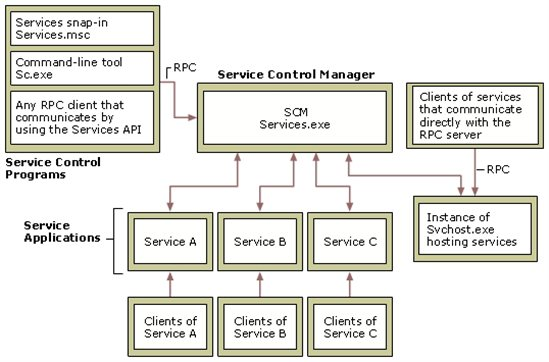 Services snap-in
Services.msc
Command-line tool
Sc.exe
Any RPC client that
communicates by
using the Services API
Service Control
Programs
RPC
Service Control Manager
SCM
Services.exe
Clients of services
that communicate
directly with the
RPC server
RPC
Service
Applications
Service A
Service B
Service C
Instance of
Svchost.exe
hosting services
Clients of
Service A
Clients of
Service B
Clients of
Service C